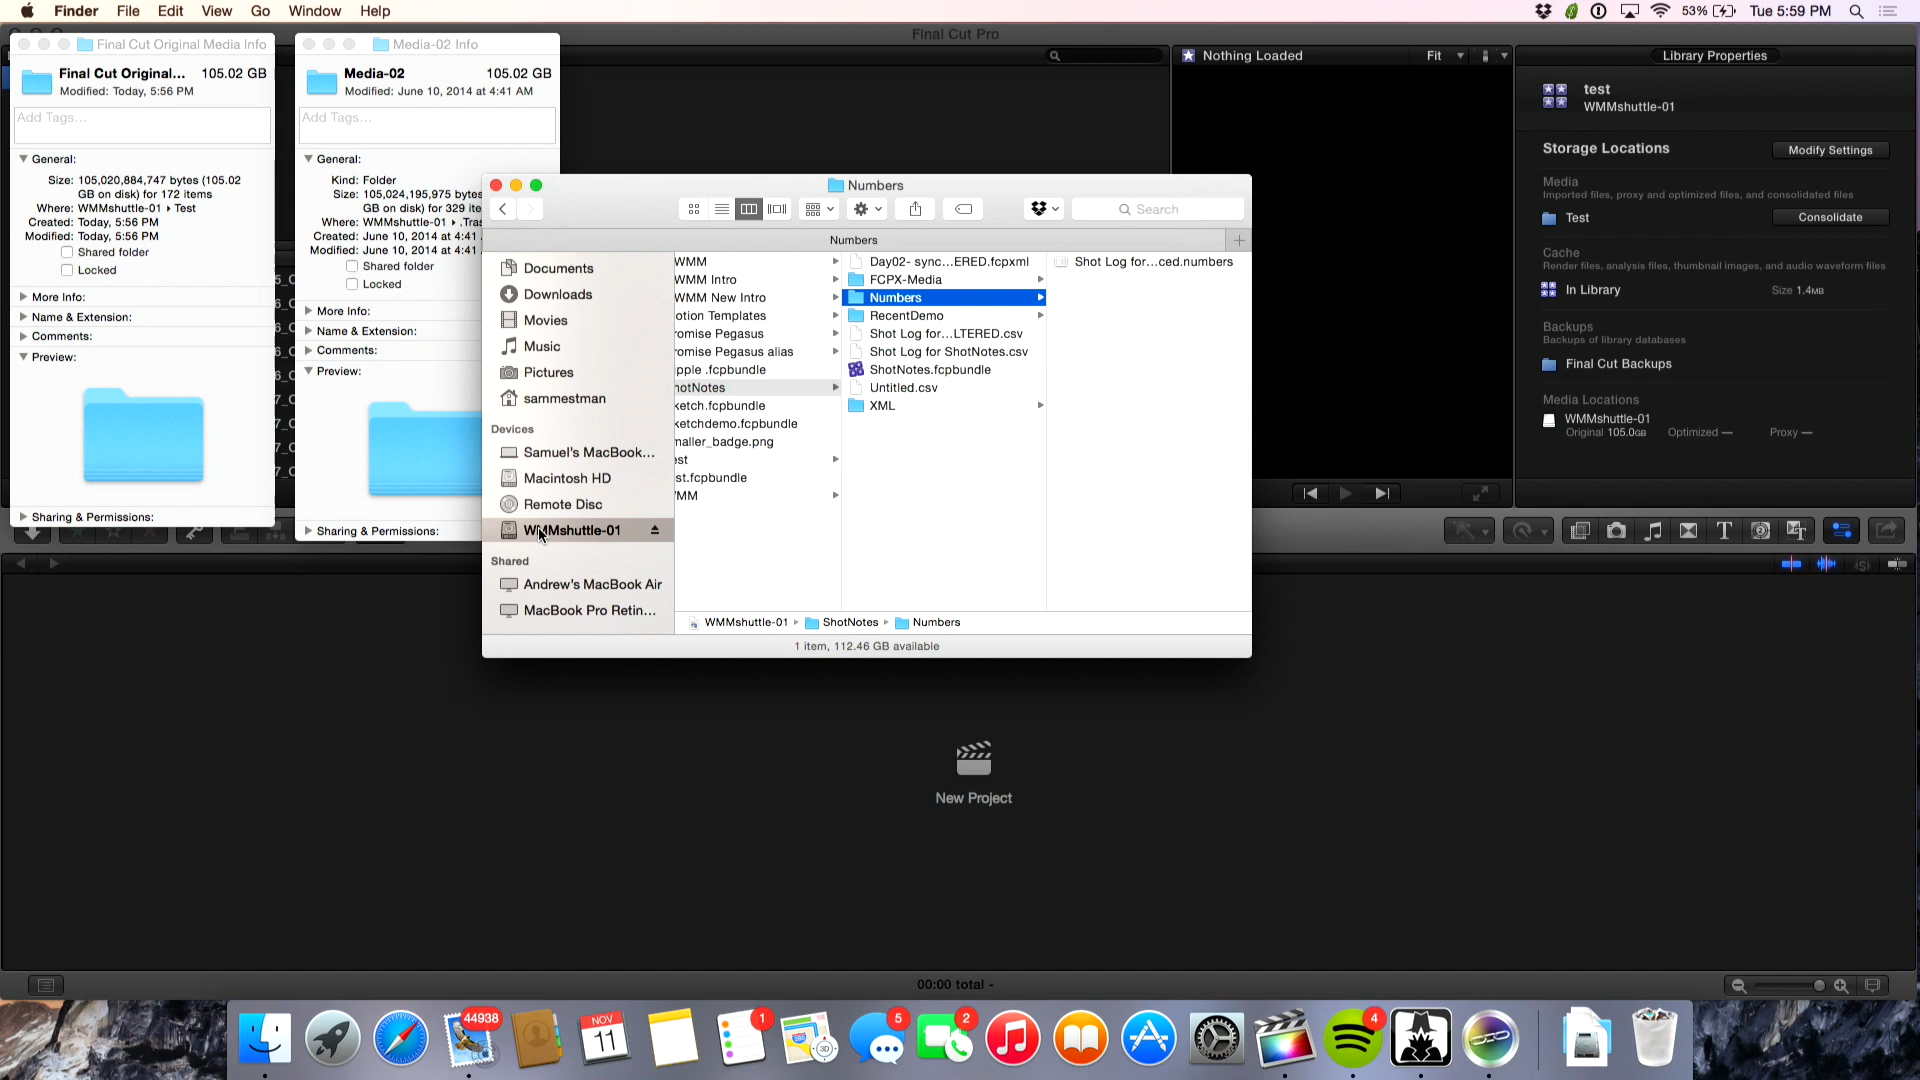 Finder File Edit View Go Window Help
53% Tue 5:59 PM
Final Cut Pro
Final Cut Original Media Info
Final Cut Original... 105.02 GB
Modified: Today, 5:56 PM
Add Tags...
General:
Size: 105,020,884,747 bytes (105.02
GB on disk) for 172 items
Where: WMMshuttle-01 ▸ Test
Created: Today, 5:56 PM
Modified: Today, 5:56 PM
Shared folder
Locked
More Info:
Name & Extension:
Comments:
Preview:
Sharing & Permissions:
Media-02 Info
Media-02 105.02 GB
Modified: June 10, 2014 at 4:41 AM
Add Tags...
General:
Kind: Folder
Size: 105,024,195,975 bytes
GB on disk) for 329 ite
Where: WMMshuttle-01 ▸ .Tras
Created: June 10, 2014 at 4:41
Modified: June 10, 2014 at 4:41
Shared folder
Locked
More Info:
Name & Extension:
Comments:
Preview:
Sharing & Permissions:
Numbers
Search
Numbers
Documents
Downloads
Movies
Music
Pictures
sammestman
Devices
Samuel's MacBook...
Macintosh HD
Remote Disc
WMMshuttle-01
Shared
Andrew's MacBook Air
MacBook Pro Retin...
WMM
WMM Intro
WMM New Intro
otion Templates
romise Pegasus
romise Pegasus alias
pple .fcpbundle
hotNotes
ketch.fcpbundle
ketchdemo.fcpbundle
maller_badge.png
est
st.fcpbundle
MM
Day02- sync...ERED.fcpxml
FCPX-Media
Numbers
RecentDemo
Shot Log for...LTERED.csv
Shot Log for ShotNotes.csv
ShotNotes.fcpbundle
Untitled.csv
XML
Shot Log for...ced.numbers
WMMshuttle-01 ▸ ShotNotes ▸ Numbers
1 item, 112.46 GB available
Nothing Loaded Fit
Library Properties
test
WMMshuttle-01
Storage Locations Modify Settings
Media
Imported files, proxy and optimized files, and consolidated files
Test Consolidate
Cache
Render files, analysis files, thumbnail images, and audio waveform files
In Library Size 1.4MB
Backups
Backups of library databases
Final Cut Backups
Media Locations
WMMshuttle-01
Original 105.0GB Optimized — Proxy —
New Project
00:00 total -
44938
NOV
11
1
3D
5
2
4